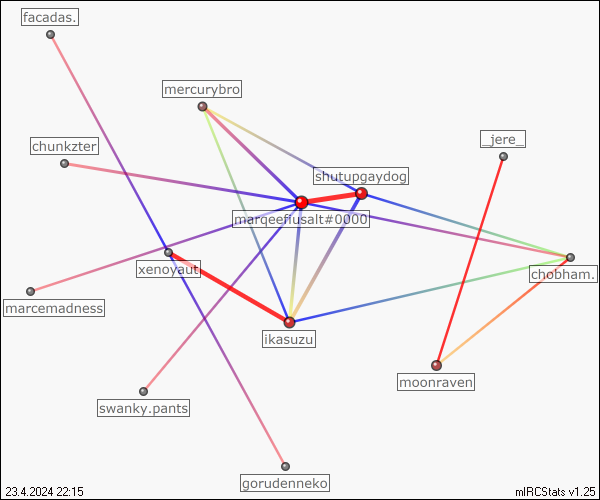 facadas.
mercurybro
chunkzter
_jere_
shutupgaydog
marqeeflusalt#0000
xenoyaut
chobham.
marcemadness
ikasuzu
moonraven
swanky.pants
gorudenneko
23.4.2024 22:15
mIRCStats v1.25